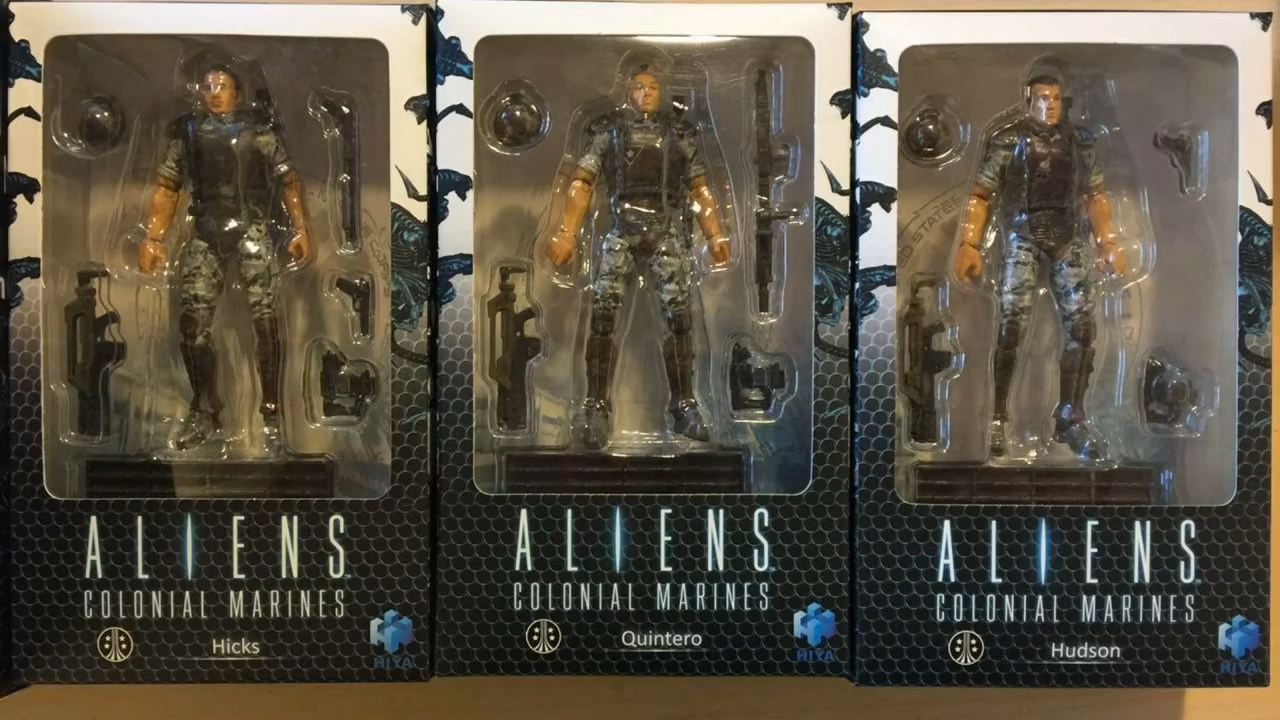 ALIENS
COLONIAL MARINES
Hicks
HIYA
ALIENS
COLONIAL MARINES
Quintero
HIYA
ALIENS
COLONIAL MARINES
Hudson
HIYA